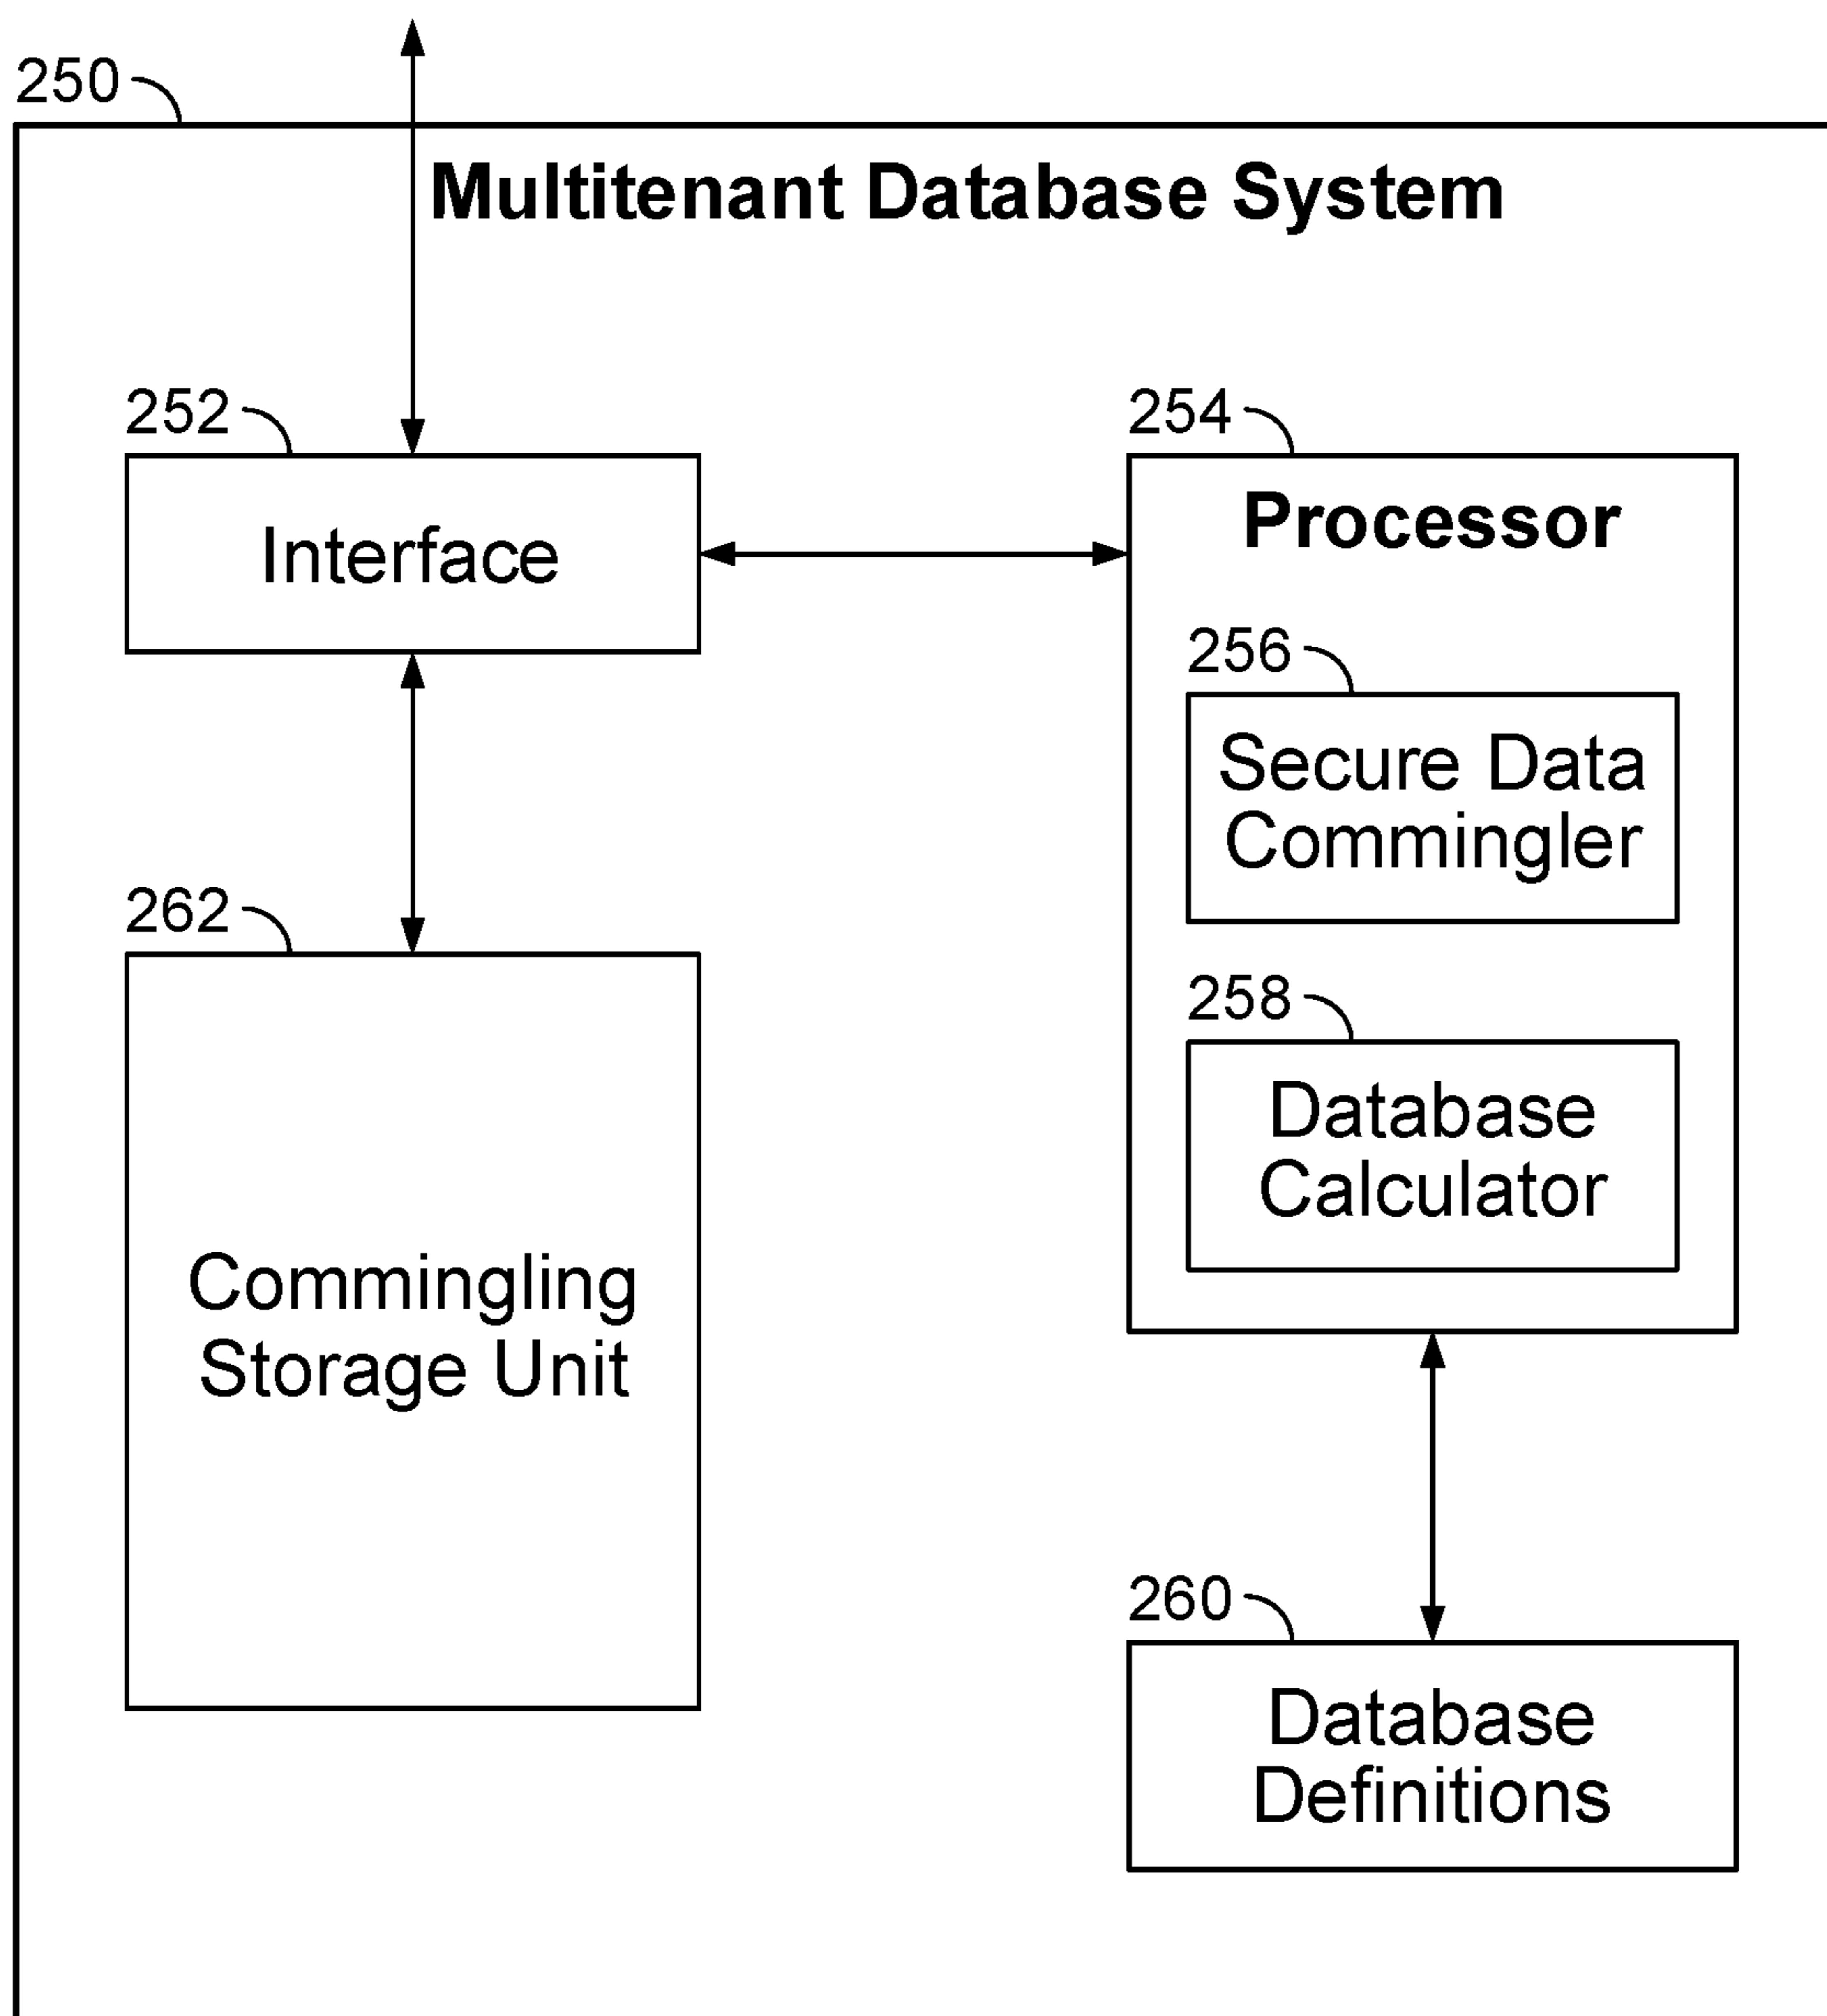 250
Multitenant Database System
252
Interface
254
Processor
256
Secure Data
Commingler
258
Database
Calculator
262
Commingling
Storage Unit
260
Database
Definitions